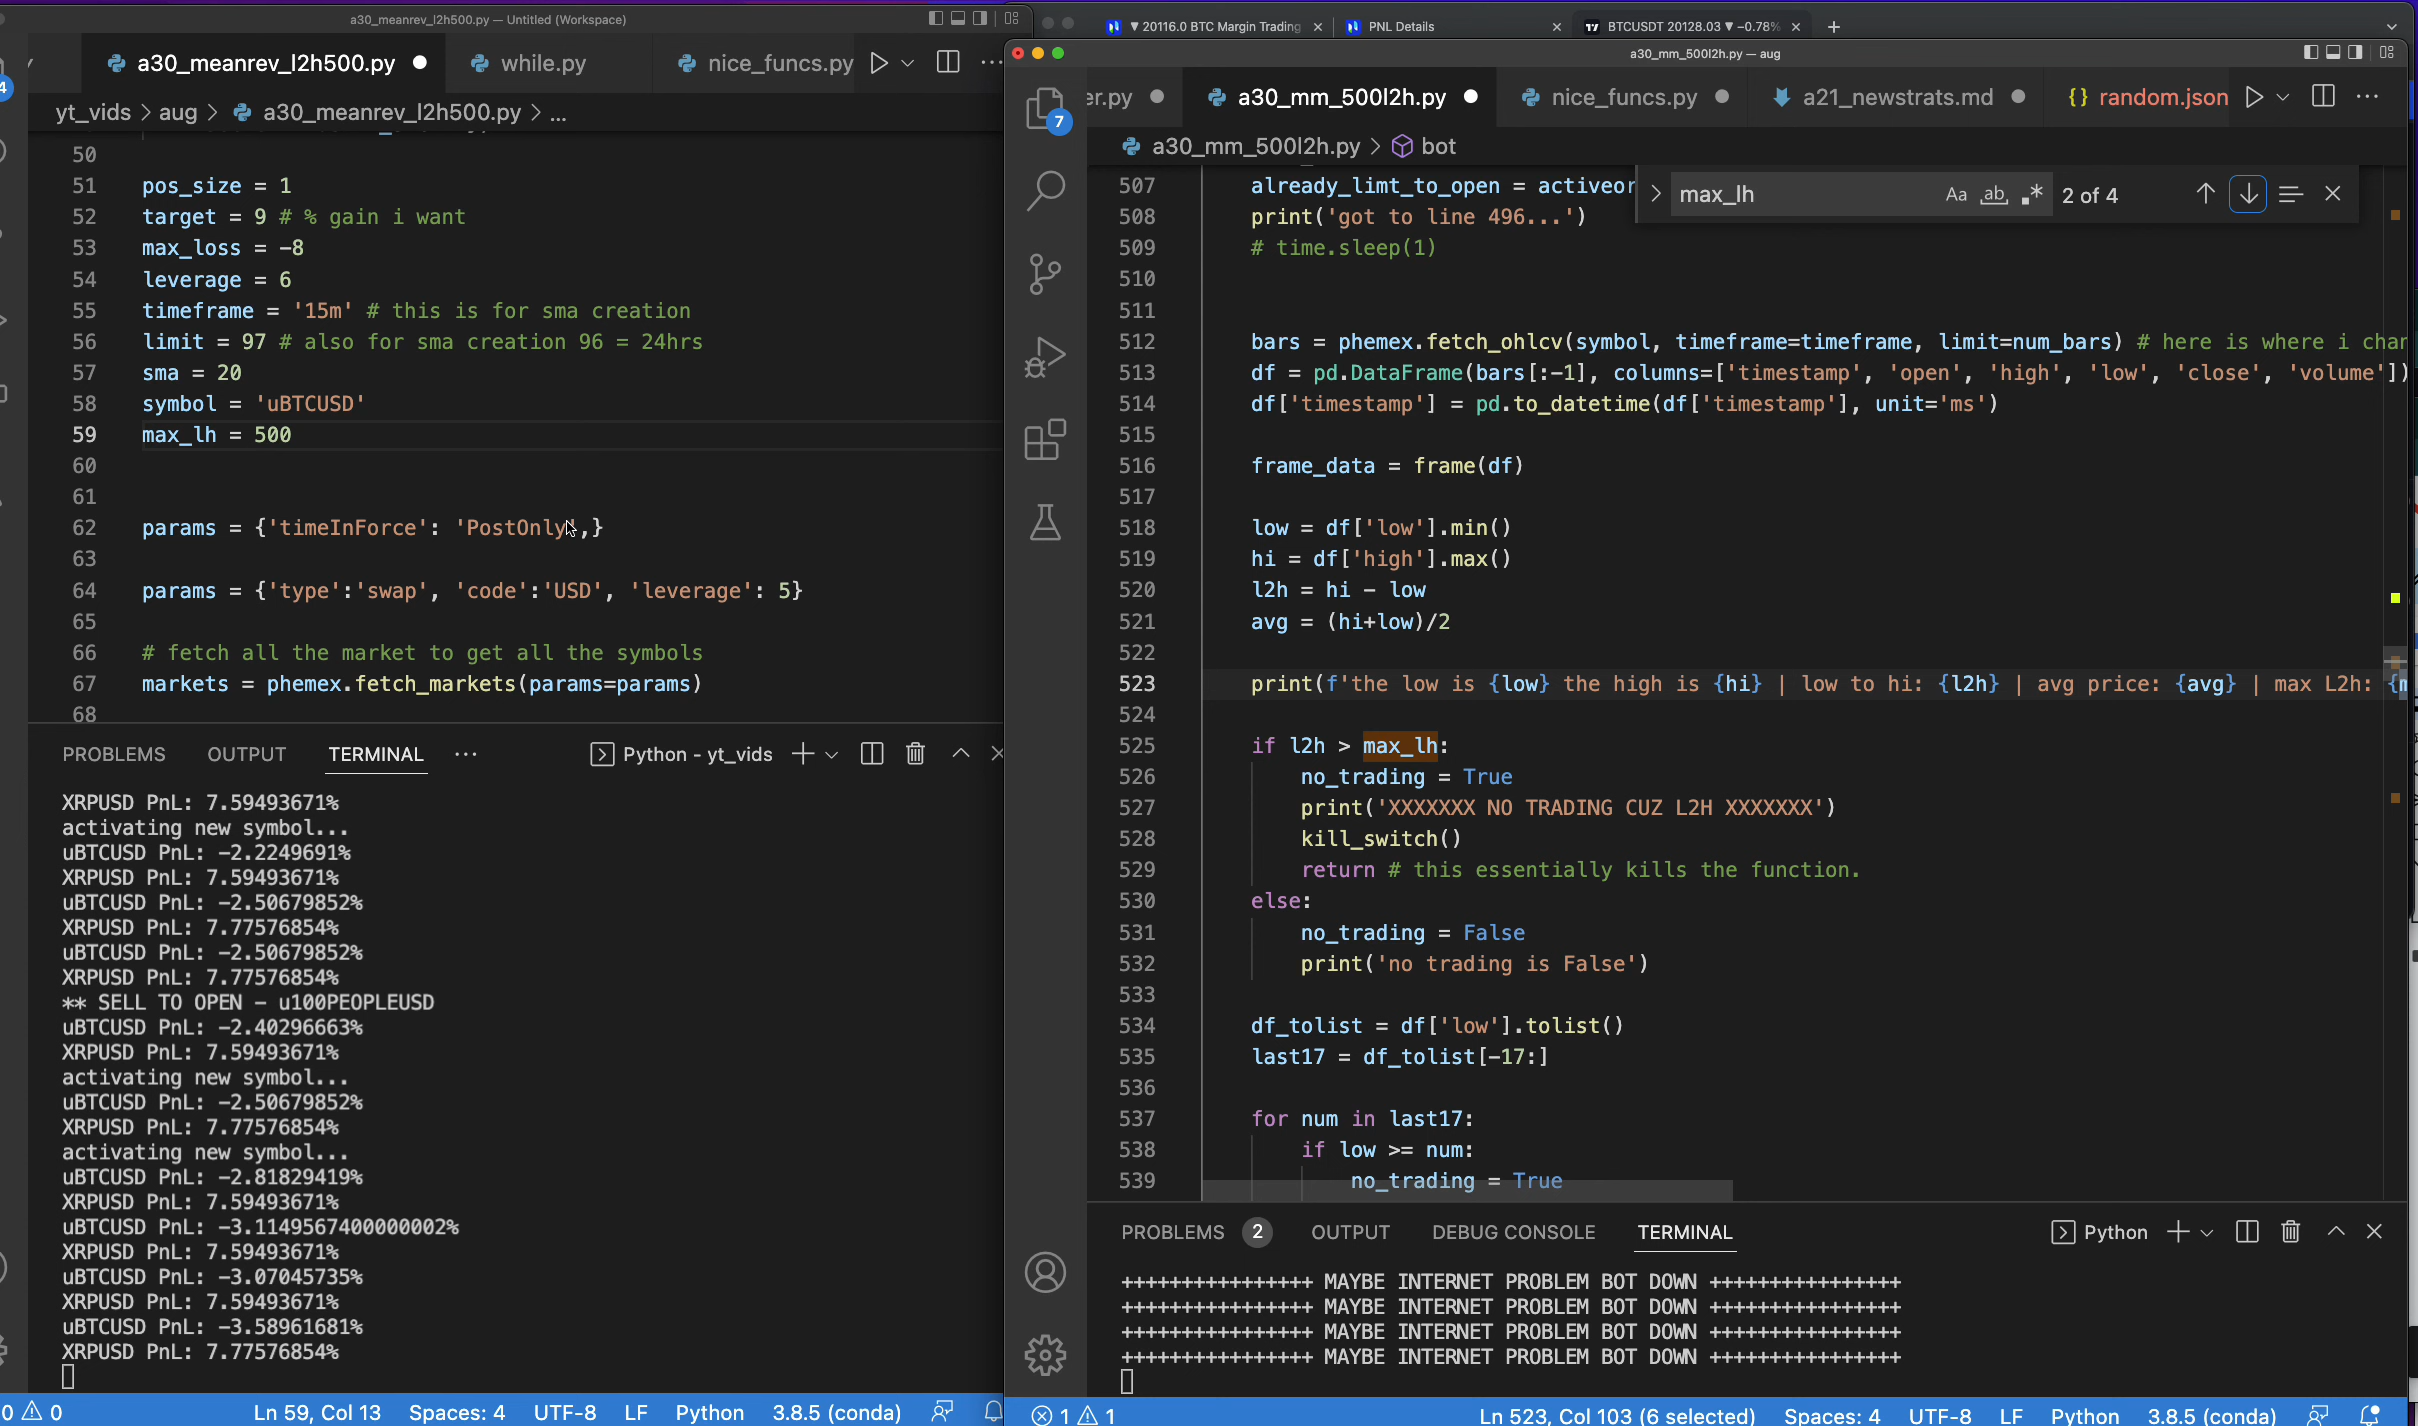 a30_meanrev_l2h500.py — Untitled (Workspace)
a30_meanrev_l2h500.py
while.py
nice_funcs.py
yt_vids > aug > a30_meanrev_l2h500.py > ...
50
51 pos_size = 1
52 target = 9 # % gain i want
53 max_loss = -8
54 leverage = 6
55 timeframe = '15m' # this is for sma creation
56 limit = 97 # also for sma creation 96 = 24hrs
57 sma = 20
58 symbol = 'uBTCUSD'
59 max_lh = 500
60
61
62 params = {'timeInForce': 'PostOnly',}
63
64 params = {'type':'swap', 'code':'USD', 'leverage': 5}
65
66 # fetch all the market to get all the symbols
67 markets = phemex.fetch_markets(params=params)
68
PROBLEMS OUTPUT TERMINAL ...
Python - yt_vids
XRPUSD PnL: 7.59493671%
activating new symbol...
uBTCUSD PnL: -2.2249691%
XRPUSD PnL: 7.59493671%
uBTCUSD PnL: -2.50679852%
XRPUSD PnL: 7.77576854%
uBTCUSD PnL: -2.50679852%
XRPUSD PnL: 7.77576854%
** SELL TO OPEN - u100PEOPLEUSD
uBTCUSD PnL: -2.40296663%
XRPUSD PnL: 7.59493671%
activating new symbol...
uBTCUSD PnL: -2.50679852%
XRPUSD PnL: 7.77576854%
activating new symbol...
uBTCUSD PnL: -2.81829419%
XRPUSD PnL: 7.59493671%
uBTCUSD PnL: -3.1149567400000002%
XRPUSD PnL: 7.59493671%
uBTCUSD PnL: -3.07045735%
XRPUSD PnL: 7.59493671%
uBTCUSD PnL: -3.58961681%
XRPUSD PnL: 7.77576854%
0 0 Ln 59, Col 13 Spaces: 4 UTF-8 LF Python 3.8.5 (conda)
▼ 20116.0 BTC Margin Trading
PNL Details
BTCUSDT 20128.03 ▼ −0.78%
a30_mm_500l2h.py — aug
er.py
a30_mm_500l2h.py
nice_funcs.py
a21_newstrats.md
{} random.json
7
a30_mm_500l2h.py > bot
max_lh
Aa ab .* 2 of 4
507 already_limt_to_open = activeor
508 print('got to line 496...')
509 # time.sleep(1)
510
511
512 bars = phemex.fetch_ohlcv(symbol, timeframe=timeframe, limit=num_bars) # here is where i char
513 df = pd.DataFrame(bars[:-1], columns=['timestamp', 'open', 'high', 'low', 'close', 'volume'])
514 df['timestamp'] = pd.to_datetime(df['timestamp'], unit='ms')
515
516 frame_data = frame(df)
517
518 low = df['low'].min()
519 hi = df['high'].max()
520 l2h = hi - low
521 avg = (hi+low)/2
522
523 print(f'the low is {low} the high is {hi} | low to hi: {l2h} | avg price: {avg} | max L2h: {m
524
525 if l2h > max_lh:
526 no_trading = True
527 print('XXXXXXX NO TRADING CUZ L2H XXXXXXX')
528 kill_switch()
529 return # this essentially kills the function.
530 else:
531 no_trading = False
532 print('no trading is False')
533
534 df_tolist = df['low'].tolist()
535 last17 = df_tolist[-17:]
536
537 for num in last17:
538 if low >= num:
539 no_trading = True
PROBLEMS 2 OUTPUT DEBUG CONSOLE TERMINAL
Python
++++++++++++++++ MAYBE INTERNET PROBLEM BOT DOWN ++++++++++++++++
++++++++++++++++ MAYBE INTERNET PROBLEM BOT DOWN ++++++++++++++++
++++++++++++++++ MAYBE INTERNET PROBLEM BOT DOWN ++++++++++++++++
++++++++++++++++ MAYBE INTERNET PROBLEM BOT DOWN ++++++++++++++++
1 1 Ln 523, Col 103 (6 selected) Spaces: 4 UTF-8 LF Python 3.8.5 (conda)